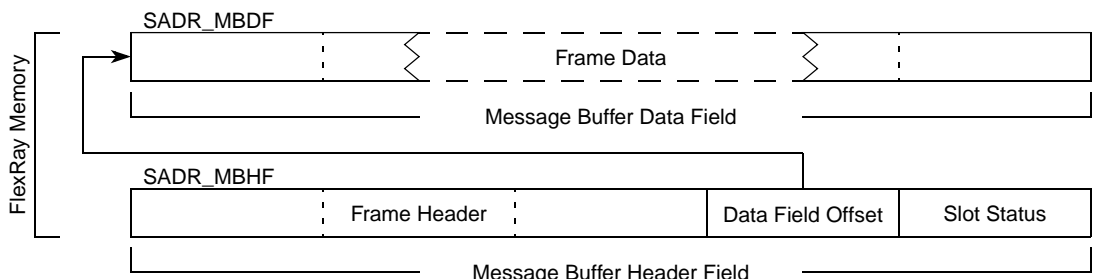 SADR_MBDF
Frame Data
Message Buffer Data Field
FlexRay Memory
SADR_MBHF
Frame Header Data Field Offset Slot Status
Message Buffer Header Field